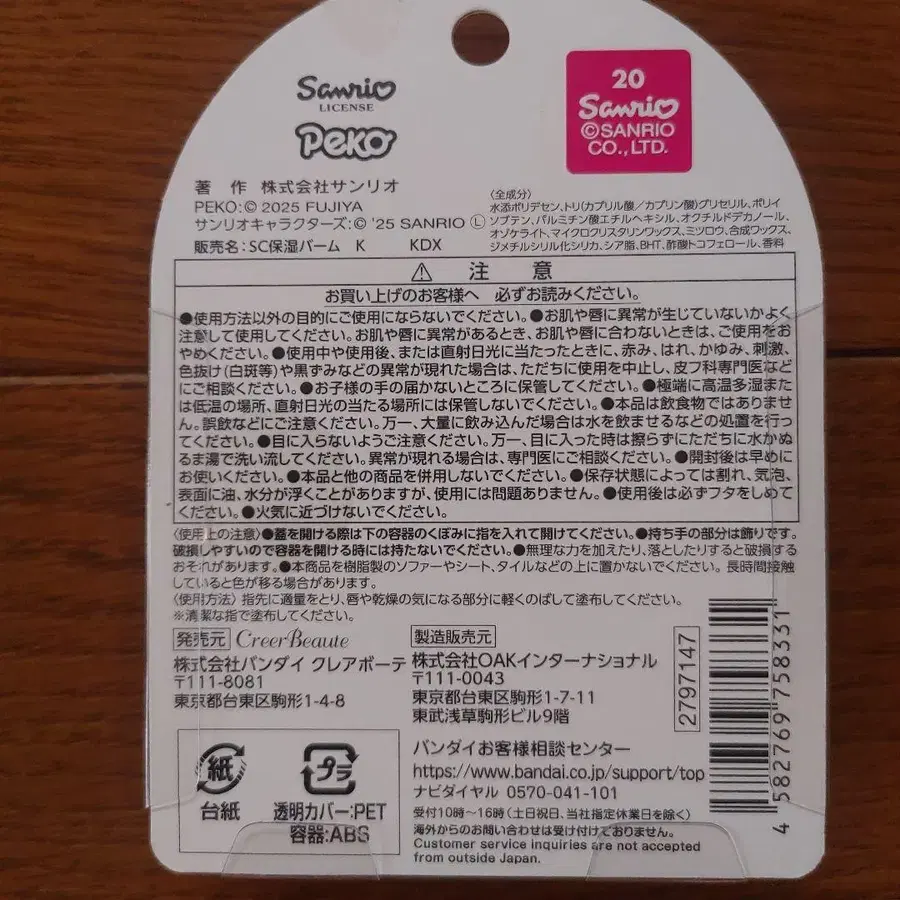 Sanrio
LICENSE
Peko
20
Sanrio
©SANRIO
CO.,LTD.
著 作 株式会社サンリオ
PEKO:© 2025 FUJIYA
サンリオキャラクターズ:© '25 SANRIO Ⓛ
販売名:SC保湿バーム K KDX
〈全成分〉
水添ポリデセン、トリ(カプリル酸/カプリン酸)グリセリル、ポリイ
ソブテン、パルミチン酸エチルヘキシル、オクチルドデカノール、
オゾケライト、マイクロクリスタリンワックス、ミツロウ、合成ワックス、
ジメチルシリル化シリカ、シア脂、BHT、酢酸トコフェロール、香料
⚠ 注 意
お買い上げのお客様へ 必ずお読みください。
●使用方法以外の目的にご使用にならないでください。●お肌や唇に異常が生じていないかよく
注意して使用してください。お肌や唇に異常があるとき、お肌や唇に合わないときは、ご使用をお
やめください。●使用中や使用後、または直射日光に当たったときに、赤み、はれ、かゆみ、刺激、
色抜け(白斑等)や黒ずみなどの異常が現れた場合は、ただちに使用を中止し、皮フ科専門医など
にご相談ください。●お子様の手の届かないところに保管してください。●極端に高温多湿また
は低温の場所、直射日光の当たる場所には保管しないでください。●本品は飲食物ではありませ
ん。誤飲などにご注意ください。万一、大量に飲み込んだ場合は水を飲ませるなどの処置を行っ
てください。●目に入らないようご注意ください。万一、目に入った時は擦らずにただちに水かぬ
るま湯で洗い流してください。異常が現れる場合は、専門医にご相談ください。●開封後は早めに
お使いください。●本品と他の商品を併用しないでください。●保存状態によっては割れ、気泡、
表面に油、水分が浮くことがありますが、使用には問題ありません。●使用後は必ずフタをしめて
ください。●火気に近づけないでください。
〈使用上の注意〉●蓋を開ける際は下の容器のくぼみに指を入れて開けてください。●持ち手の部分は飾りです。
破損しやすいので容器を開ける時には持たないでください。●無理な力を加えたり、落としたりすると破損する
おそれがあります。●本商品を樹脂製のソファーやシート、タイルなどの上に置かないでください。長時間接触
していると色が移る場合があります。
〈使用方法〉指先に適量をとり、唇や乾燥の気になる部分に軽くのばして塗布してください。
※清潔な指で塗布してください。
発売元 CreerBeaute
株式会社バンダイ クレアボーテ
〒111-8081
東京都台東区駒形1-4-8
製造販売元
株式会社OAKインターナショナル
〒111-0043
東京都台東区駒形1-7-11
東武浅草駒形ビル9階
2797147
4 582769 758331
紙
台紙
プラ
透明カバー:PET
容器:ABS
バンダイお客様相談センター
https://www.bandai.co.jp/support/top
ナビダイヤル 0570-041-101
受付10時~16時(土日祝日、当社指定休業日を除く)
海外からのお問い合わせは受け付けておりません。
Customer service inquiries are not accepted
from outside Japan.